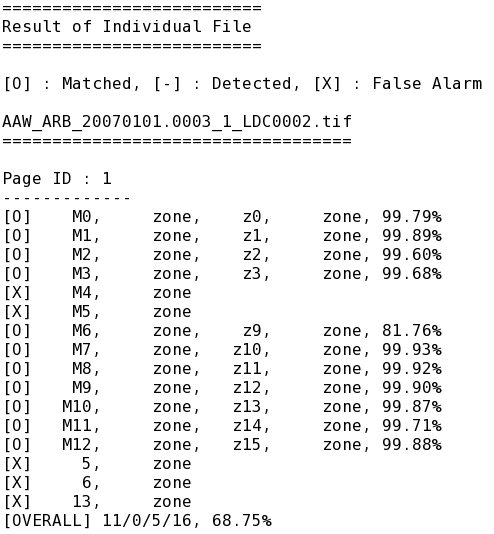 ==========================
Result of Individual File
==========================
[O] : Matched, [-] : Detected, [X] : False Alarm
AAW_ARB_20070101.0003_1_LDC0002.tif
===================================
Page ID : 1
-------------
[O]    M0,     zone,    z0,     zone, 99.79%
[O]    M1,     zone,    z1,     zone, 99.89%
[O]    M2,     zone,    z2,     zone, 99.60%
[O]    M3,     zone,    z3,     zone, 99.68%
[X]    M4,     zone
[X]    M5,     zone
[O]    M6,     zone,    z9,     zone, 81.76%
[O]    M7,     zone,   z10,     zone, 99.93%
[O]    M8,     zone,   z11,     zone, 99.92%
[O]    M9,     zone,   z12,     zone, 99.90%
[O]   M10,     zone,   z13,     zone, 99.87%
[O]   M11,     zone,   z14,     zone, 99.71%
[O]   M12,     zone,   z15,     zone, 99.88%
[X]     5,     zone
[X]     6,     zone
[X]    13,     zone
[OVERALL] 11/0/5/16, 68.75%